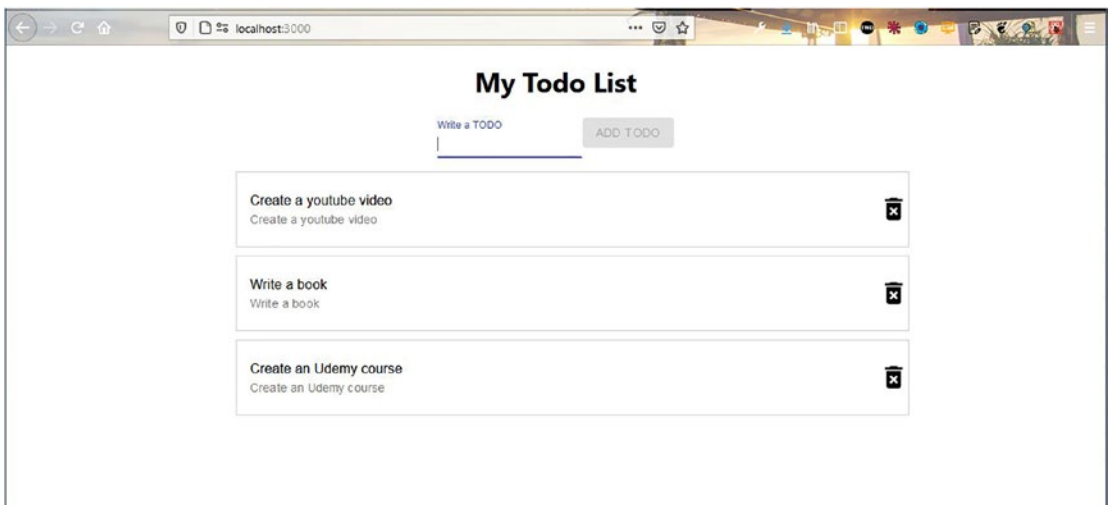 localhost:3000
My Todo List
Write a TODO
ADD TODO
Create a youtube video
Create a youtube video
Write a book
Write a book
Create an Udemy course
Create an Udemy course